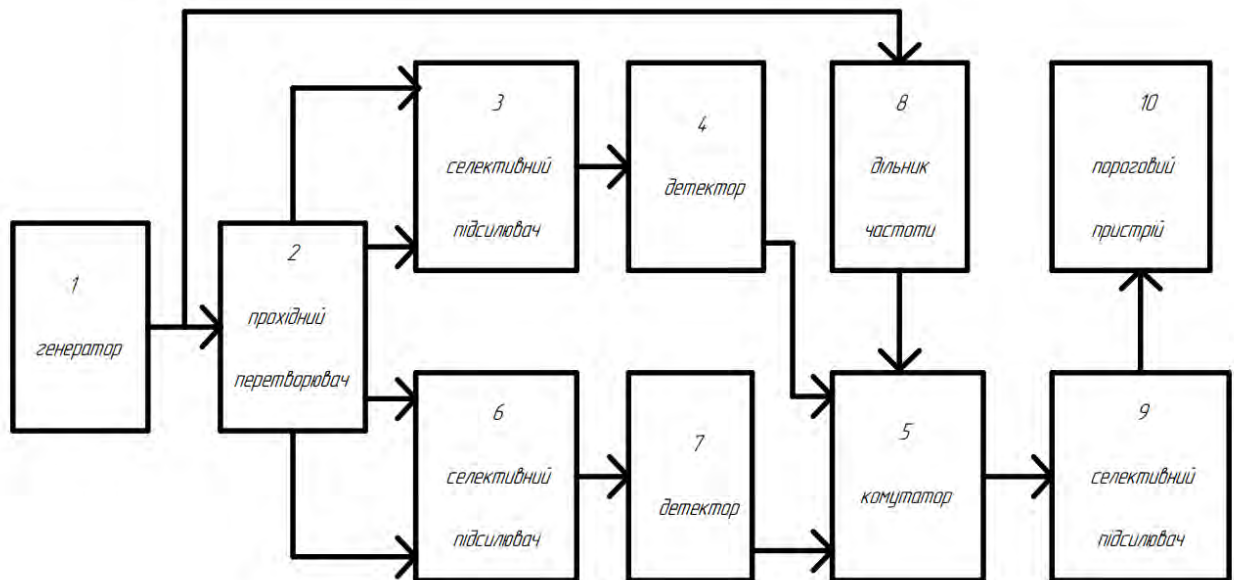 1
генератор
2
прохідний
перетворювач
3
селективний
підсилювач
4
детектор
8
дільник
частоти
10
пороговий
пристрій
6
селективний
підсилювач
7
детектор
5
комутатор
9
селективний
підсилювач